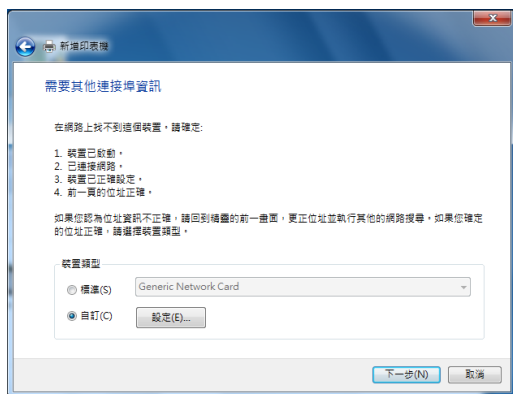 新增印表機
需要其他連接埠資訊
在網路上找不到這個裝置，請確定:
1. 裝置已啟動。
2. 已連接網路。
3. 裝置已正確設定。
4. 前一頁的位址正確。
如果您認為位址資訊不正確，請回到精靈的前一畫面，更正位址並執行其他的網路搜尋。如果您確定
的位址正確，請選擇裝置類型。
裝置類型
標準(S) Generic Network Card
自訂(C) 設定(E)...
下一步(N) 取消